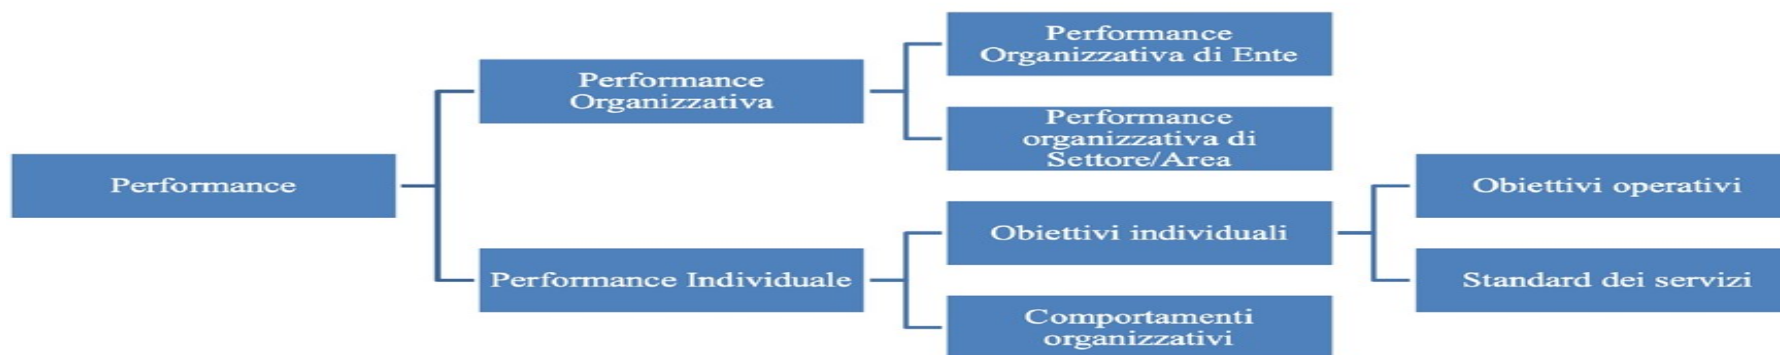 Performance
Performance
Organizzativa
Performance
Organizzativa di Ente
Performance
organizzativa di
Settore/Area
Performance Individuale
Obiettivi individuali
Obiettivi operativi
Standard dei servizi
Comportamenti
organizzativi